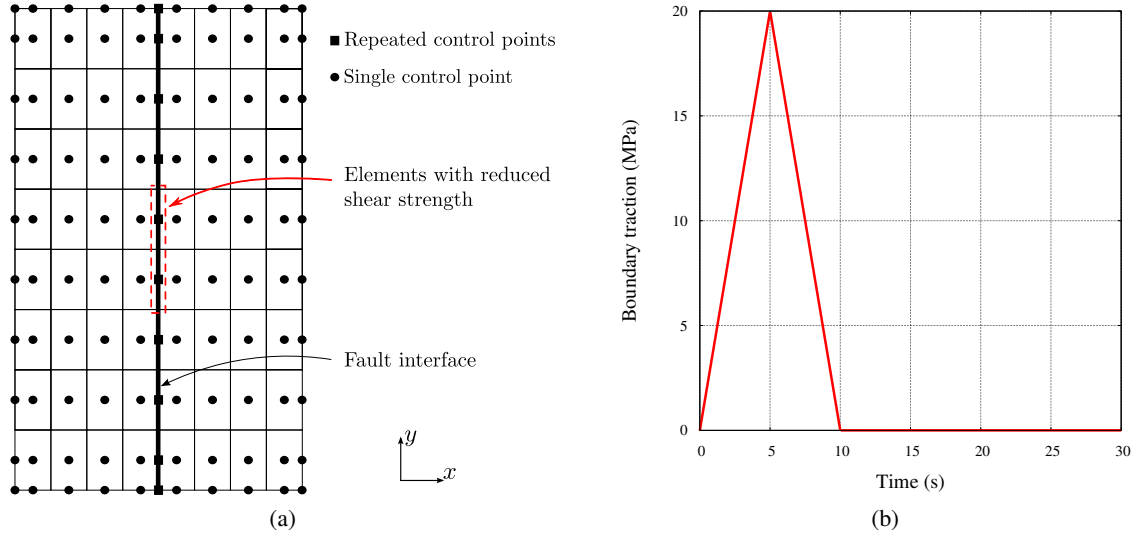 Repeated control points
Single control point
Elements with reduced
shear strength
Fault interface
y
x
(a)
20
15
10
5
0
0
5
10
15
20
25
30
Boundary traction (MPa)
Time (s)
(b)